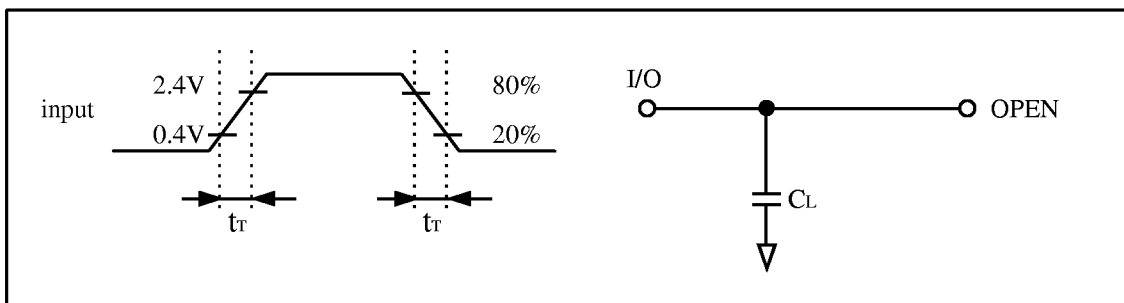 input
2.4V
0.4V
80%
20%
tT
tT
I/O
OPEN
CL